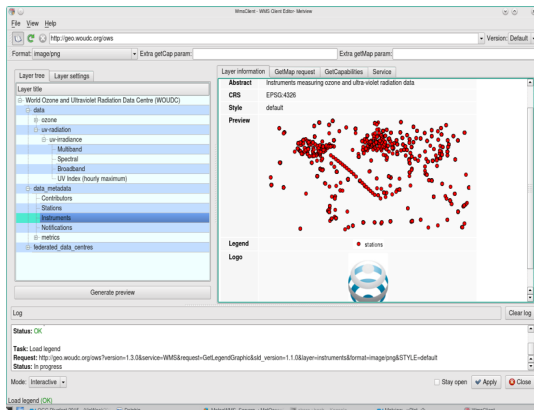 WmsClient - WMS Client Editor- Metview
File View Help
http://geo.woudc.org/ows
Version: Default
Format: image/png
Extra getCap param:
Extra getMap param:
Layer tree
Layer settings
Layer title
World Ozone and Ultraviolet Radiation Data Centre (WOUDC)
data
ozone
uv-radiation
uv-irradiance
Multiband
Spectral
Broadband
UV Index (hourly maximum)
data_metadata
Contributors
Stations
Instruments
Notifications
metrics
federated_data_centres
Generate preview
Layer information
GetMap request
GetCapabilities
Service
Abstract Instruments measuring ozone and ultra-violet radiation data
CRS EPSG:4326
Style default
Preview
Legend stations
Logo
Log
Clear log
Status: OK
Task: Load legend
Request: http://geo.woudc.org/ows?version=1.3.0&service=WMS&request=GetLegendGraphic&sld_version=1.1.0&layer=instruments&format=image/png&STYLE=default
Status: In progress
Mode: Interactive
Stay open
Apply
Close
Load legend (OK)